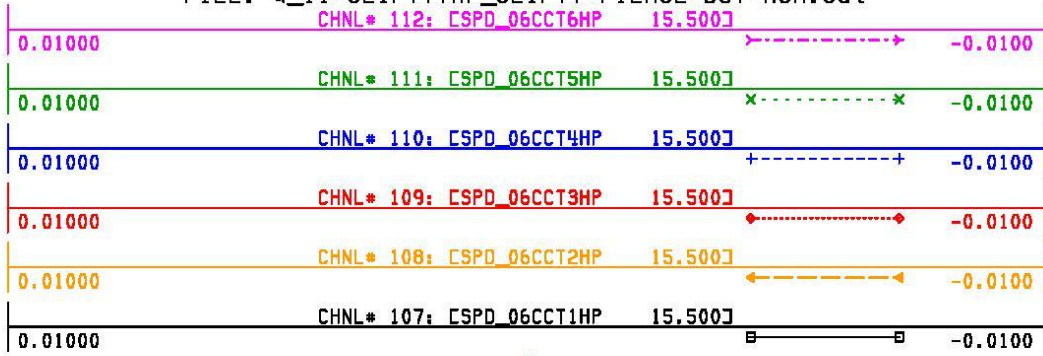 CHNL# 112: [SPD_06CCT6HP 15.500]
0.01000 -0.0100
CHNL# 111: [SPD_06CCT5HP 15.500]
0.01000 -0.0100
CHNL# 110: [SPD_06CCT4HP 15.500]
0.01000 -0.0100
CHNL# 109: [SPD_06CCT3HP 15.500]
0.01000 -0.0100
CHNL# 108: [SPD_06CCT2HP 15.500]
0.01000 -0.0100
CHNL# 107: [SPD_06CCT1HP 15.500]
0.01000 -0.0100